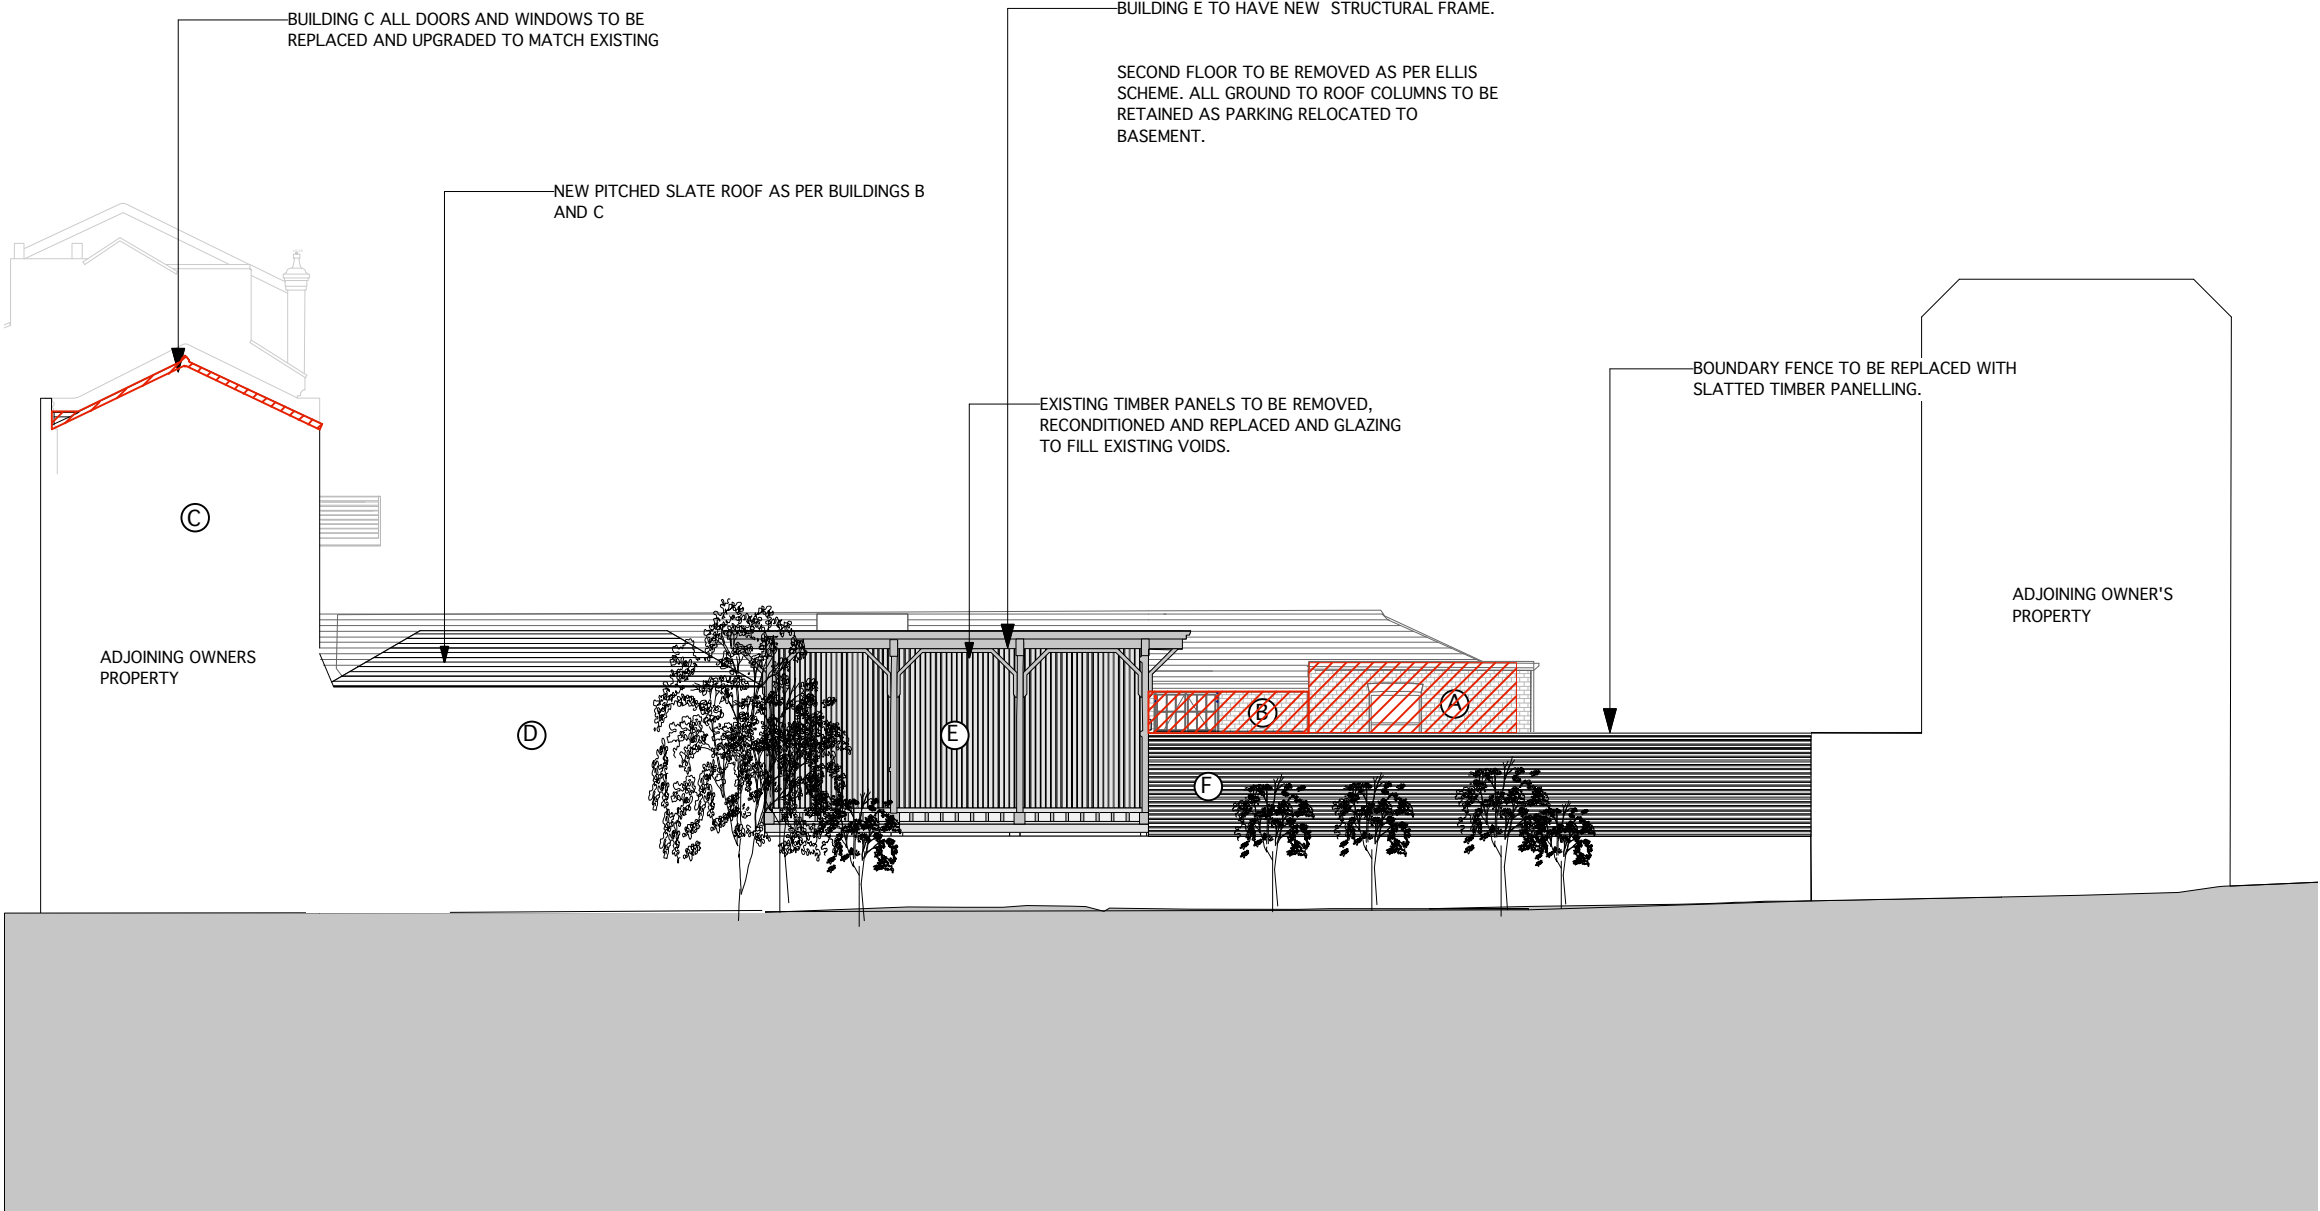 BUILDING C ALL DOORS AND WINDOWS TO BE
REPLACED AND UPGRADED TO MATCH EXISTING
BUILDING E TO HAVE NEW STRUCTURAL FRAME.
SECOND FLOOR TO BE REMOVED AS PER ELLIS
SCHEME. ALL GROUND TO ROOF COLUMNS TO BE
RETAINED AS PARKING RELOCATED TO
BASEMENT.
NEW PITCHED SLATE ROOF AS PER BUILDINGS B
AND C
BOUNDARY FENCE TO BE REPLACED WITH
SLATTED TIMBER PANELLING.
EXISTING TIMBER PANELS TO BE REMOVED,
RECONDITIONED AND REPLACED AND GLAZING
TO FILL EXISTING VOIDS.
C
ADJOINING OWNER'S
PROPERTY
ADJOINING OWNERS
PROPERTY
A
B
D
E
F